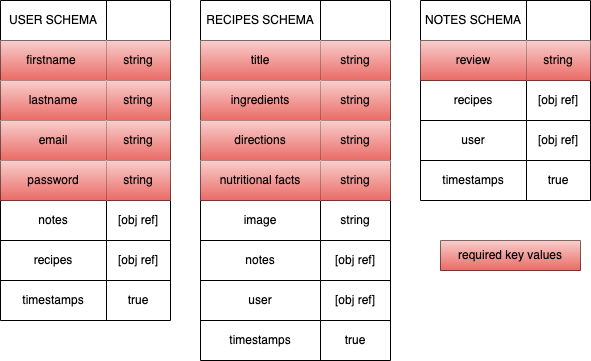 USER SCHEMA
firstname string
lastname string
email string
password string
notes [obj ref]
recipes [obj ref]
timestamps true
RECIPES SCHEMA
title string
ingredients string
directions string
nutritional facts string
image string
notes [obj ref]
user [obj ref]
timestamps true
NOTES SCHEMA
review string
recipes [obj ref]
user [obj ref]
timestamps true
required key values